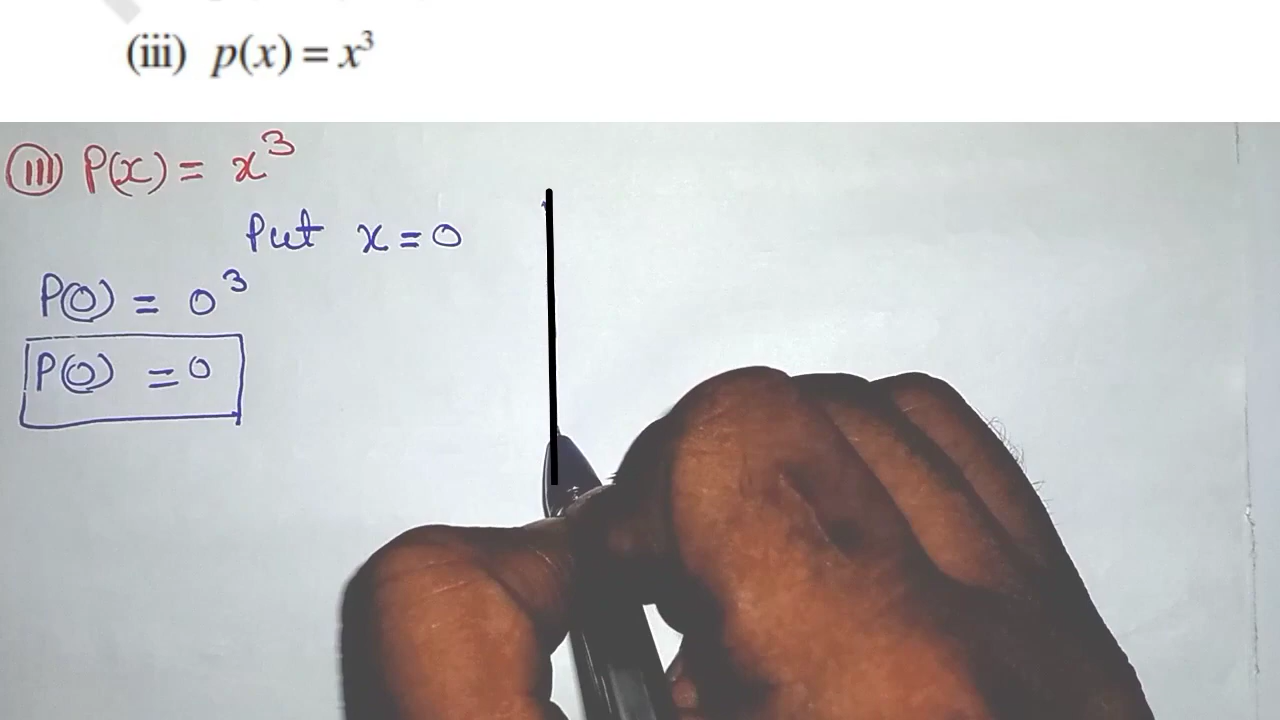 (iii) p(x) = x³
(III) P(x) = x³
Put x = 0
P(0) = 0³
P(0) = 0